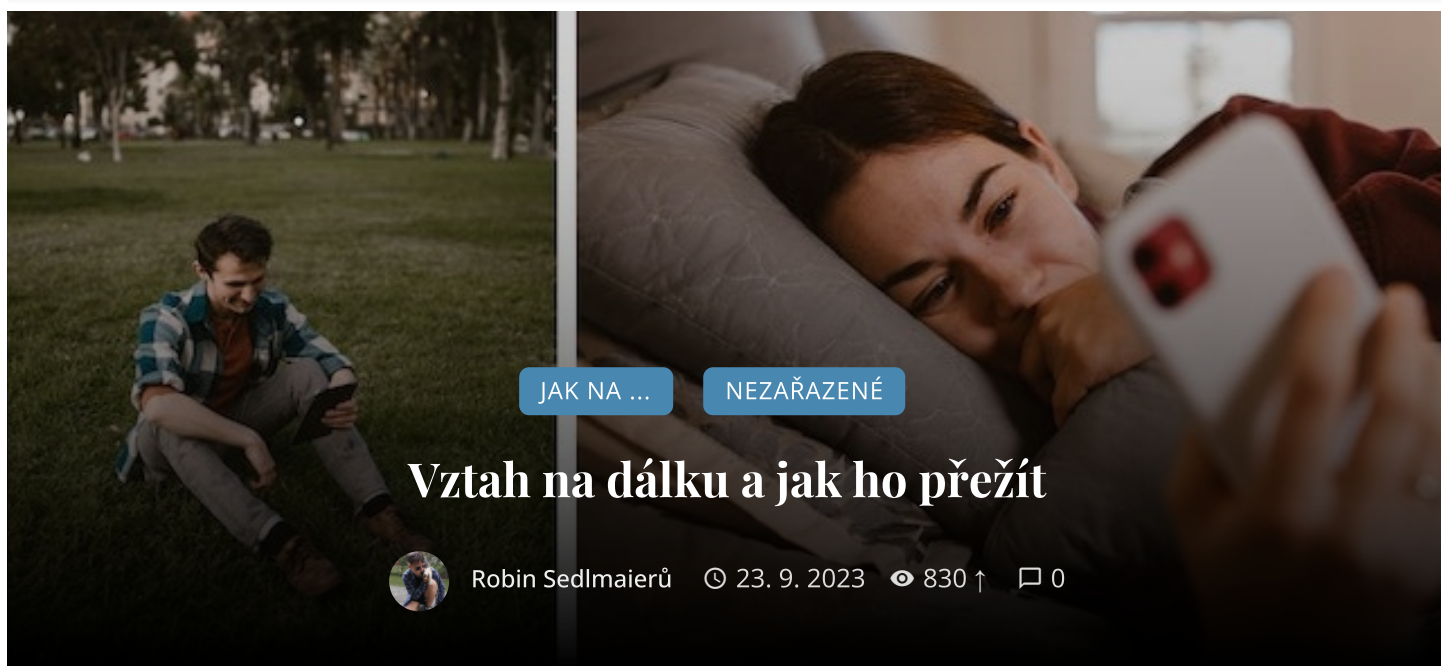 JAK NA ...
NEZAŘAZENÉ
Vztah na dálku a jak ho přežít
Robin Sedlmaierů 23. 9. 2023 830 ↑ 0